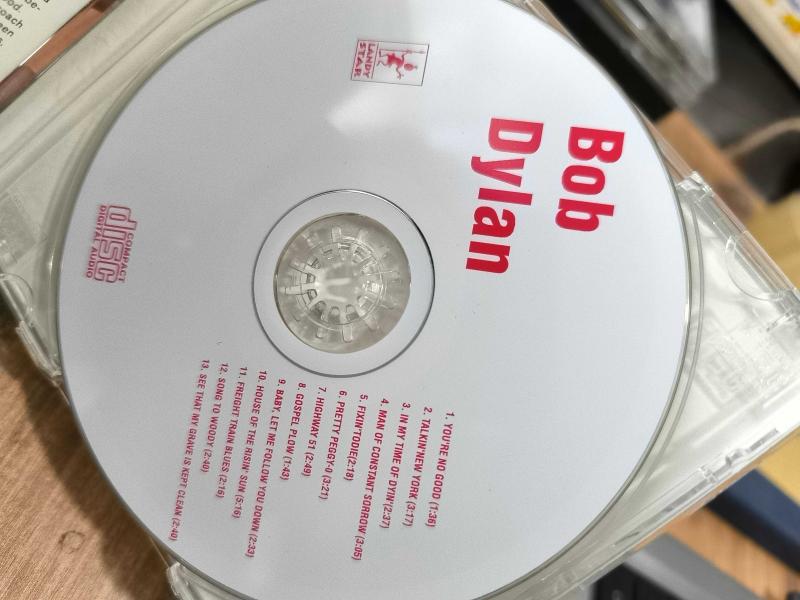 od.
oach
een
s.
LANDY
STAR
Bob
Dylan
COMPACT
disc
DIGITAL AUDIO
1. YOU'RE NO GOOD (1:36)
2. TALKIN'NEW YORK (3:17)
3. IN MY TIME OF DYIN'(2:37)
4. MAN OF CONSTANT SORROW (3:05)
5. FIXIN'TODIE(2:18)
6. PRETTY PEGGY-O (3:21)
7. HIGHWAY 51 (2:49)
8. GOSPEL PLOW (1:43)
9. BABY, LET ME FOLLOW YOU DOWN (2:33)
10. HOUSE OF THE RISIN' SUN (5:16)
11. FREIGHT TRAIN BLUES (2:16)
12. SONG TO WOODY (2:40)
13. SEE THAT MY GRAVE IS KEPT CLEAN (2:40)